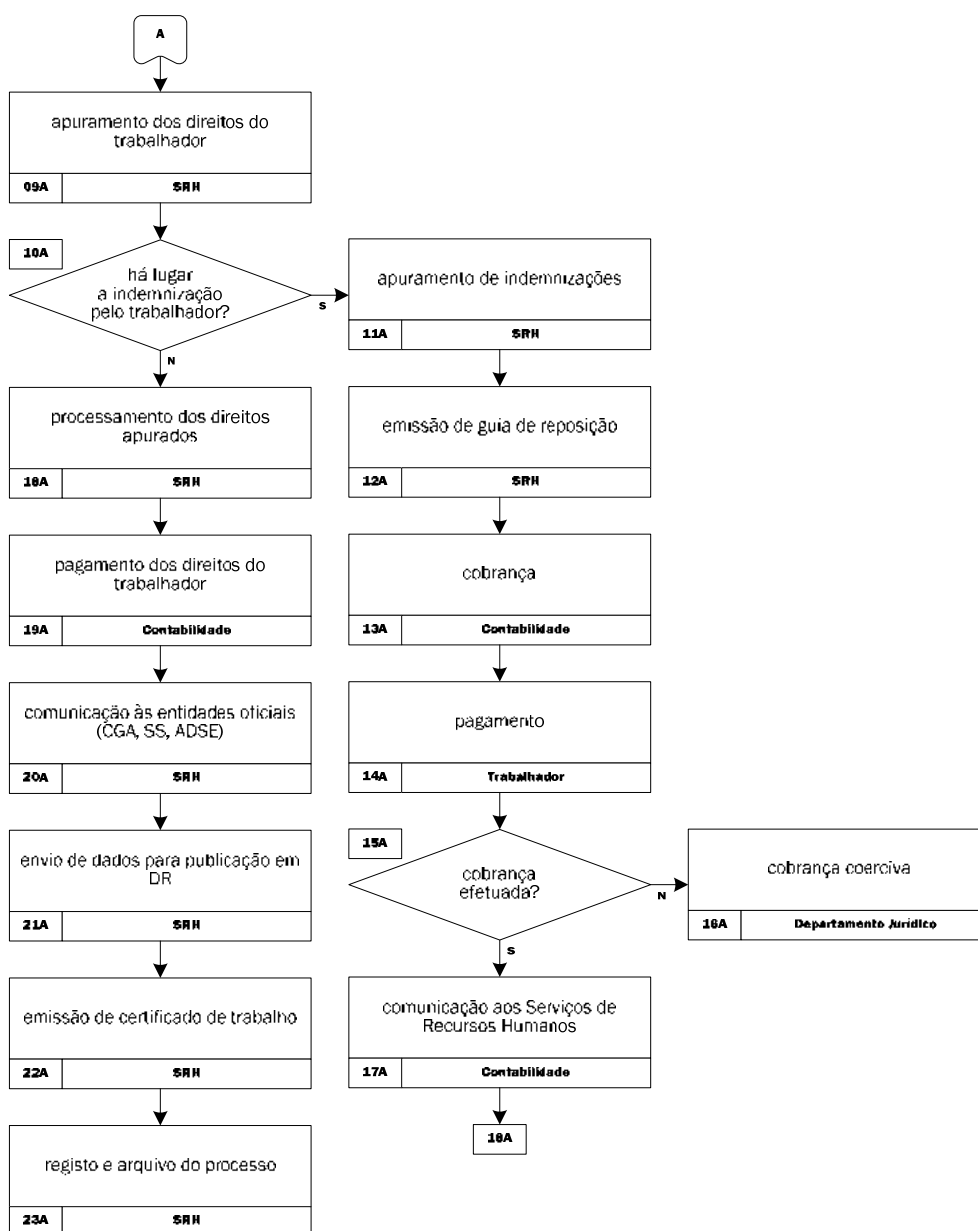 A
apuramento dos direitos do
trabalhador
09A SRH
10A
há lugar
a indemnização
pelo trabalhador?
S
N
apuramento de indemnizações
11A SRH
processamento dos direitos
apurados
18A SRH
emissão de guia de reposição
12A SRH
pagamento dos direitos do
trabalhador
19A Contabilidade
cobrança
13A Contabilidade
comunicação às entidades oficiais
(CGA, SS, ADSE)
20A SRH
pagamento
14A Trabalhador
envio de dados para publicação em
DR
21A SRH
15A
cobrança
efetuada?
N
S
cobrança coerciva
16A Departamento Jurídico
emissão de certificado de trabalho
22A SRH
comunicação aos Serviços de
Recursos Humanos
17A Contabilidade
18A
registo e arquivo do processo
23A SRH